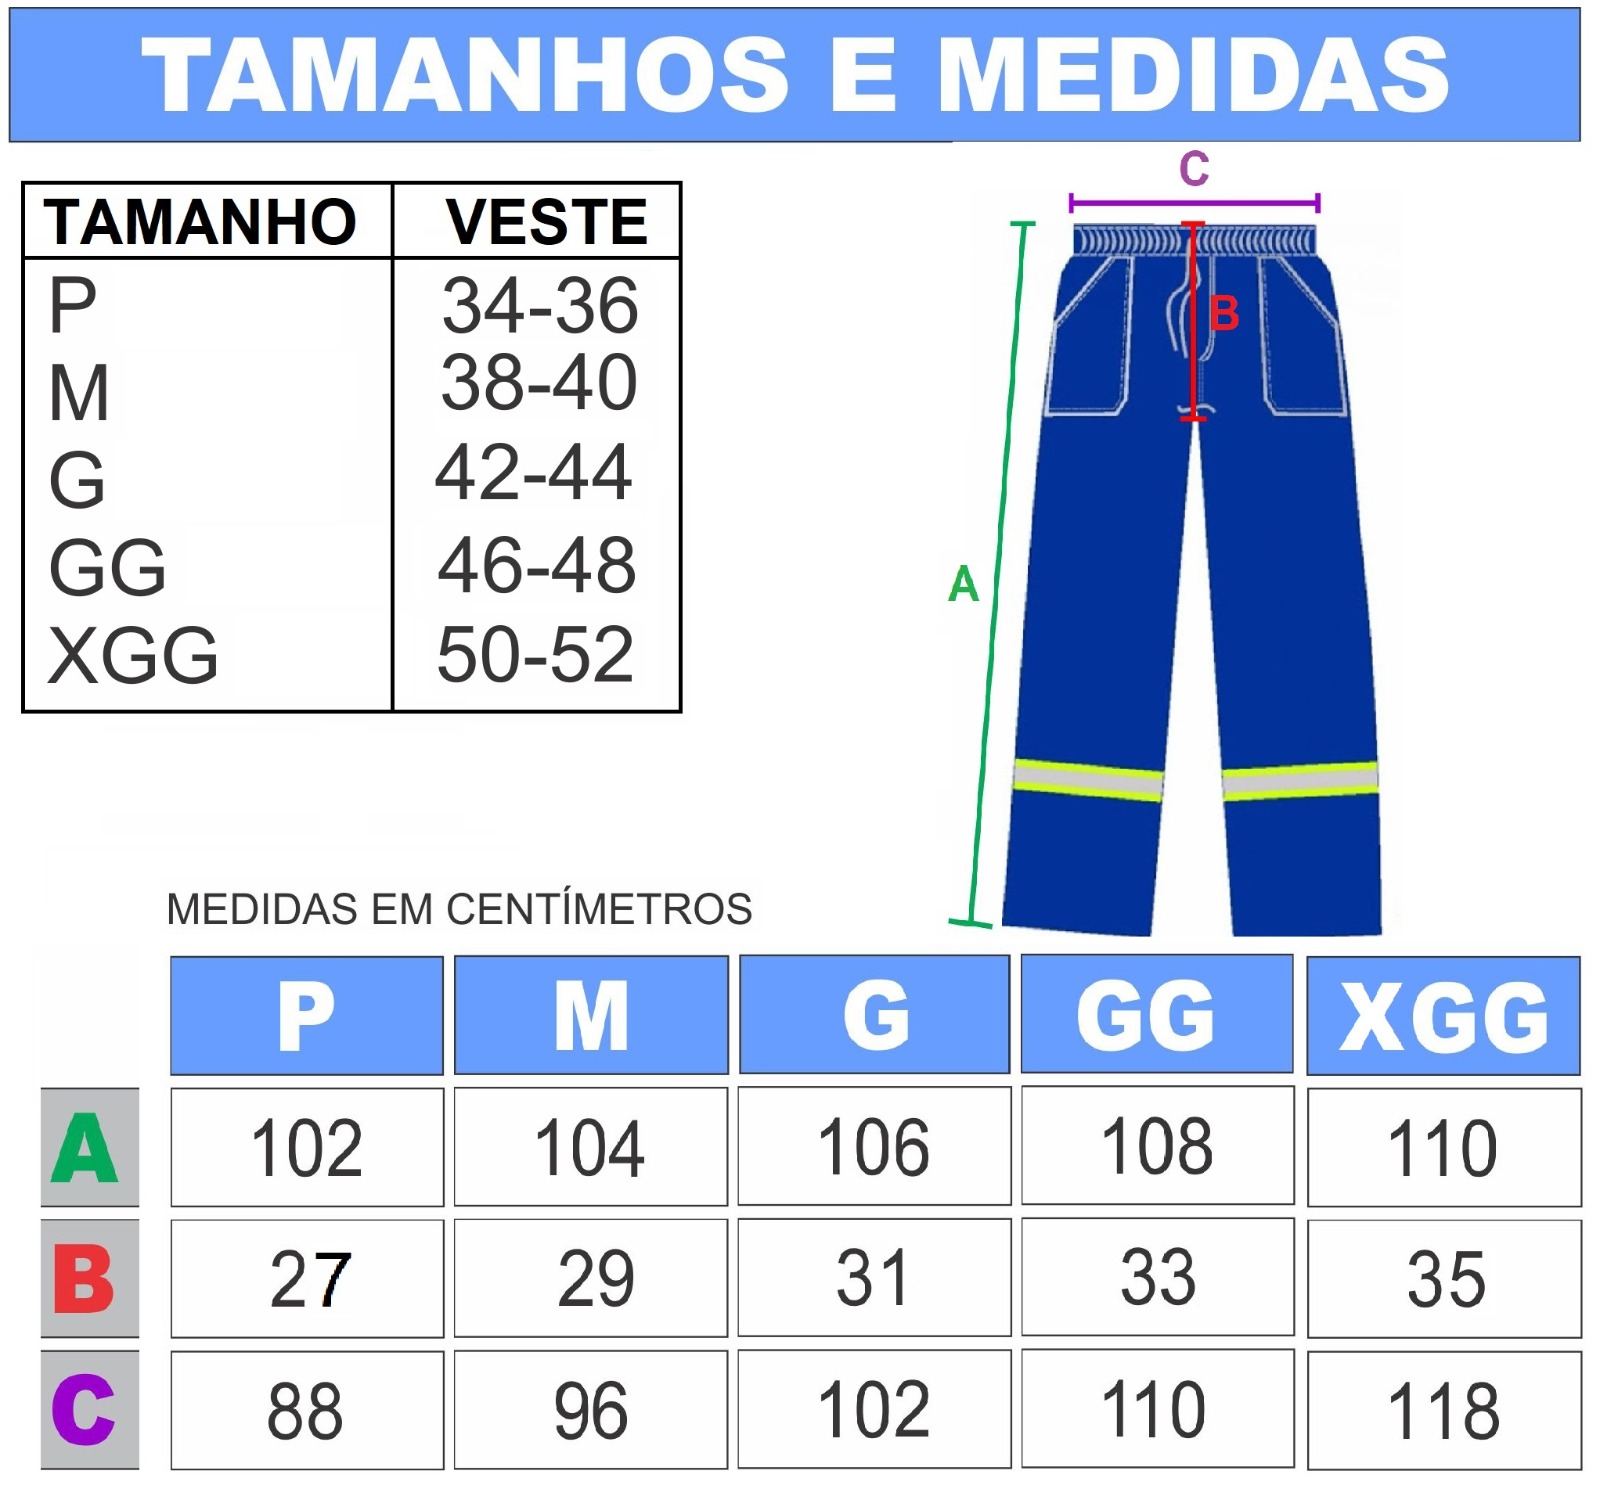 TAMANHOS E MEDIDAS
TAMANHO VESTE
P 34-36
M 38-40
G 42-44
GG 46-48
XGG 50-52
C
B
A
MEDIDAS EM CENTÍMETROS
P M G GG XGG
A 102 104 106 108 110
B 27 29 31 33 35
C 88 96 102 110 118